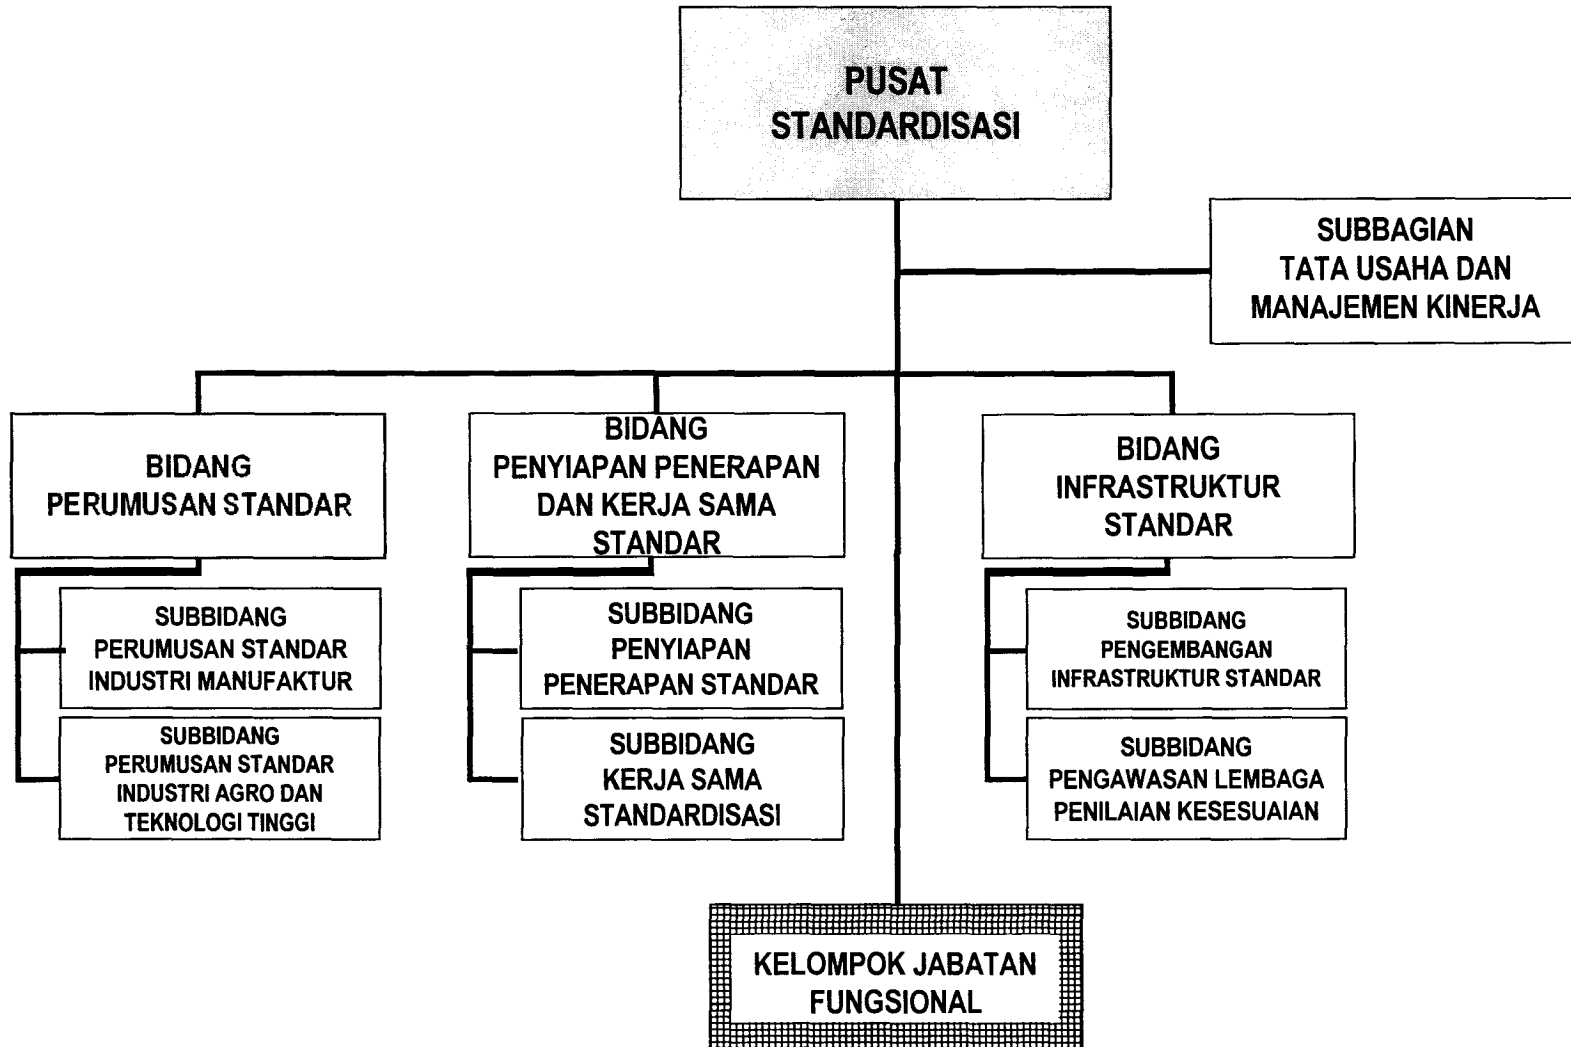 PUSAT
STANDARDISASI
SUBBAGIAN
TATA USAHA DAN
MANAJEMEN KINERJA
BIDANG
PERUMUSAN STANDAR
BIDANG
PENYIAPAN PENERAPAN
DAN KERJA SAMA
STANDAR
BIDANG
INFRASTRUKTUR
STANDAR
SUBBIDANG
PERUMUSAN STANDAR
INDUSTRI MANUFAKTUR
SUBBIDANG
PENYIAPAN
PENERAPAN STANDAR
SUBBIDANG
PENGEMBANGAN
INFRASTRUKTUR STANDAR
SUBBIDANG
PERUMUSAN STANDAR
INDUSTRI AGRO DAN
TEKNOLOGI TINGGI
SUBBIDANG
KERJA SAMA
STANDARDISASI
SUBBIDANG
PENGAWASAN LEMBAGA
PENILAIAN KESESUAIAN
KELOMPOK JABATAN
FUNGSIONAL